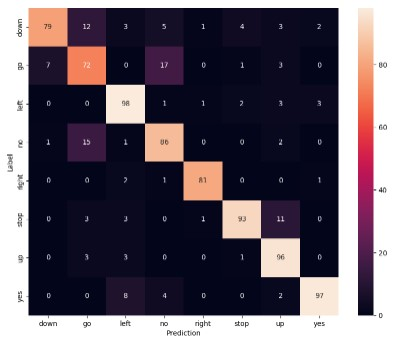 down 79 12 3 5 1 4 3 2
go 7 72 0 17 0 1 3 0
left 0 0 98 1 1 2 3 3
no 1 15 1 86 0 0 2 0
right 0 0 2 1 81 0 0 1
stop 0 3 3 0 1 93 11 0
up 0 3 3 0 0 1 96 0
yes 0 0 8 4 0 0 2 97
down go left no right stop up yes
Prediction
Label
80
60
40
20
0